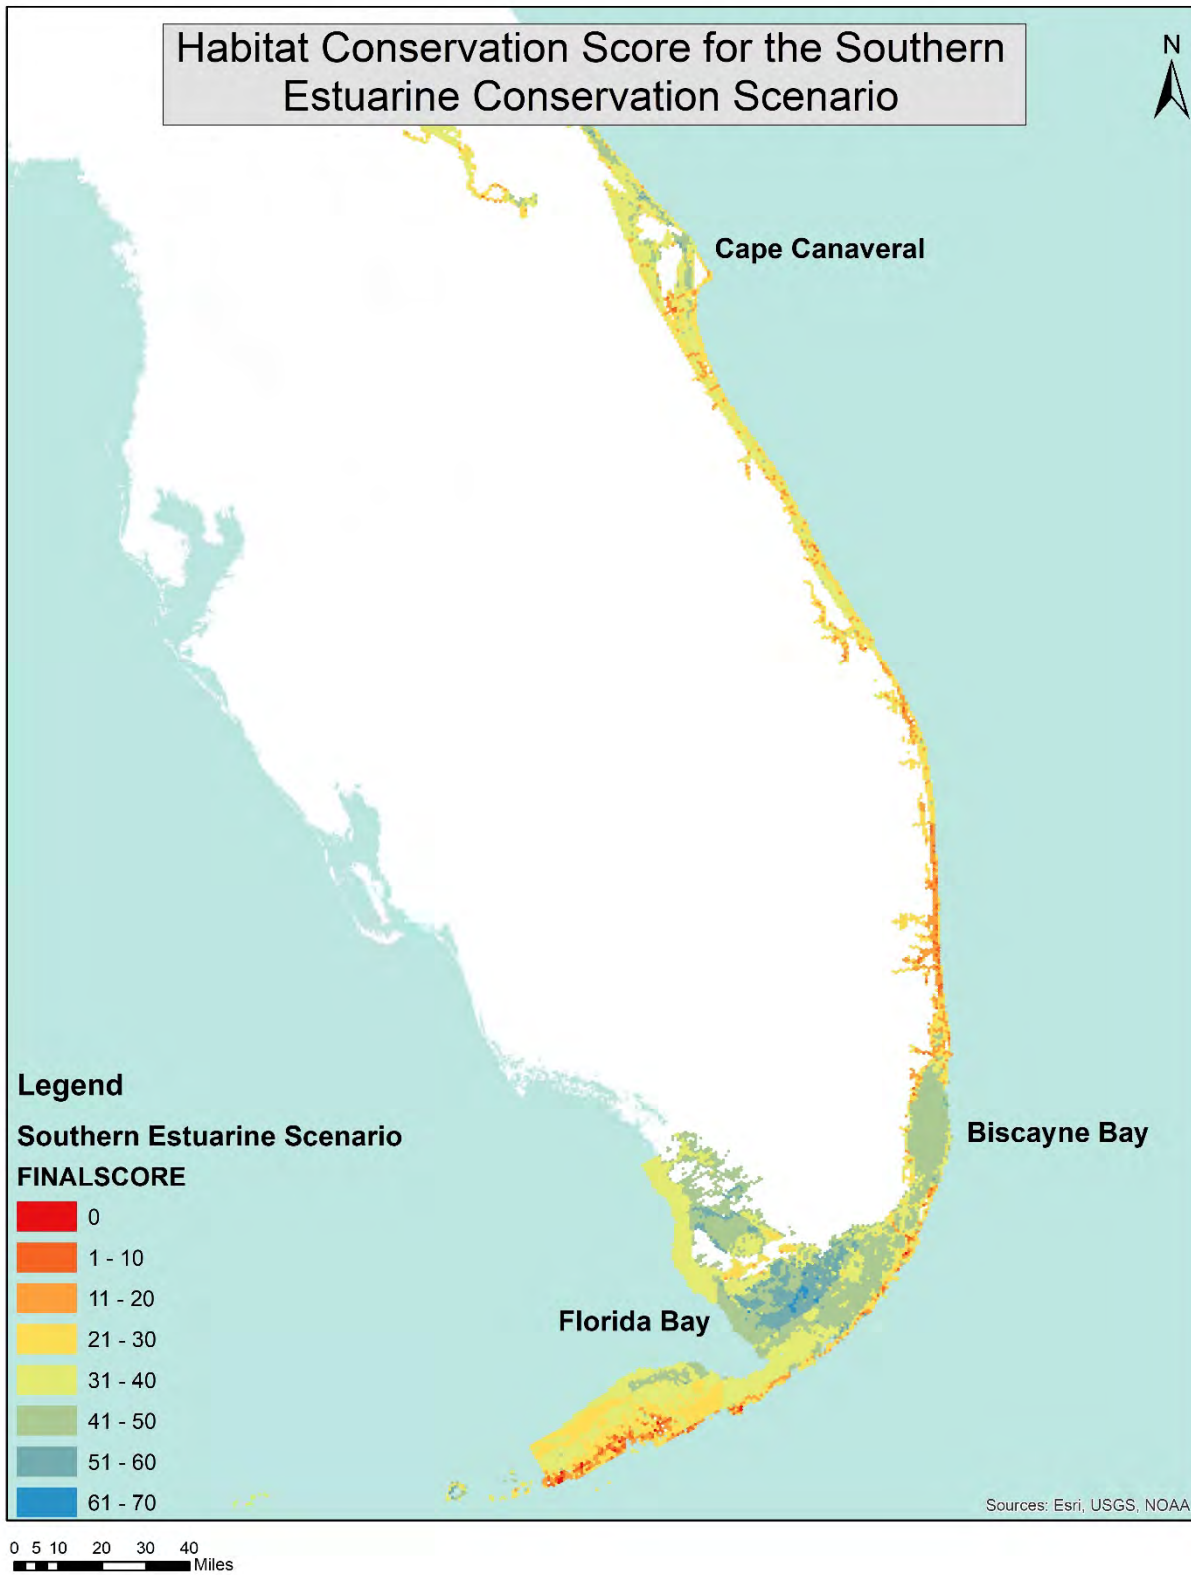 Habitat Conservation Score for the Southern
Estuarine Conservation Scenario
N
Cape Canaveral
Biscayne Bay
Florida Bay
Legend
Southern Estuarine Scenario
FINALSCORE
0
1 - 10
11 - 20
21 - 30
31 - 40
41 - 50
51 - 60
61 - 70
Sources: Esri, USGS, NOAA
0 5 10 20 30 40
Miles